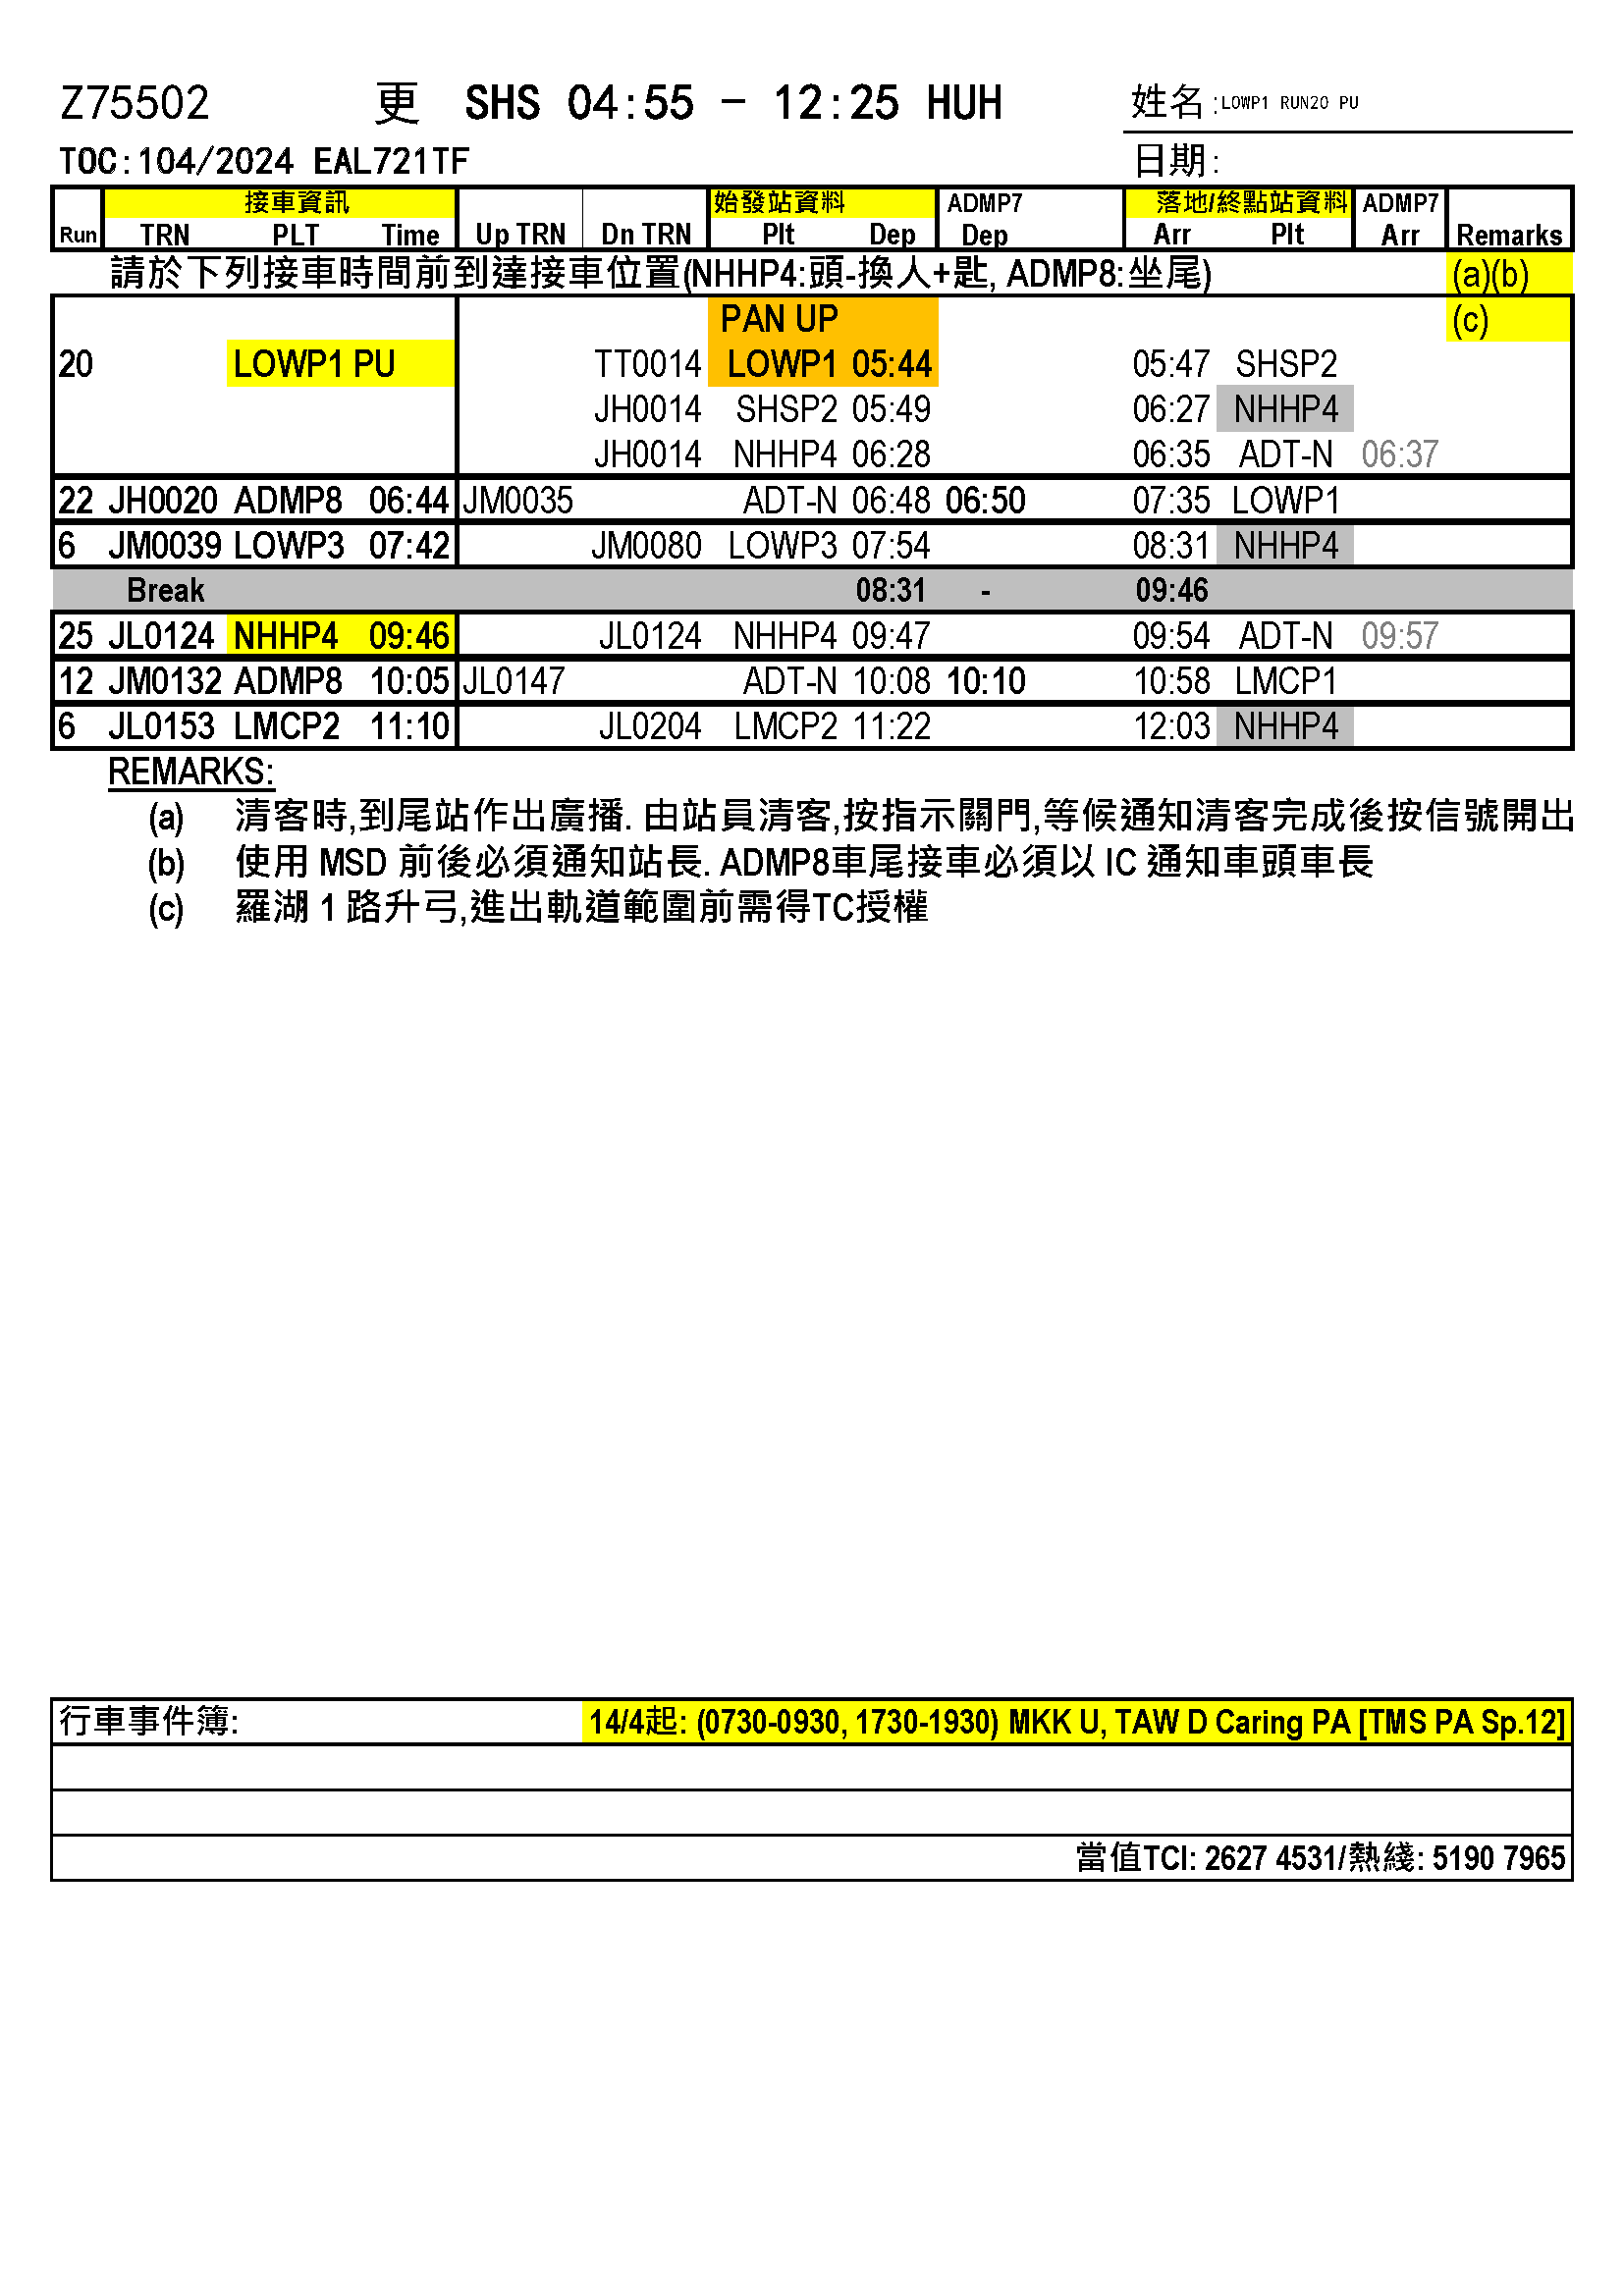 Z75502 更 SHS 04:55 - 12:25 HUH 姓名:LOWP1 RUN20 PU
TOC:104/2024 EAL721TF 日期:
接車資訊 始發站資料 ADMP7 落地/終點站資料 ADMP7
Run TRN PLT Time Up TRN Dn TRN Plt Dep Dep Arr Plt Arr Remarks
請於下列接車時間前到達接車位置(NHHP4:頭-換人+匙, ADMP8:坐尾) (a)(b)
PAN UP (c)
20 LOWP1 PU TT0014 LOWP1 05:44 05:47 SHSP2
JH0014 SHSP2 05:49 06:27 NHHP4
JH0014 NHHP4 06:28 06:35 ADT-N 06:37
22 JH0020 ADMP8 06:44 JM0035 ADT-N 06:48 06:50 07:35 LOWP1
6 JM0039 LOWP3 07:42 JM0080 LOWP3 07:54 08:31 NHHP4
Break 08:31 - 09:46
25 JL0124 NHHP4 09:46 JL0124 NHHP4 09:47 09:54 ADT-N 09:57
12 JM0132 ADMP8 10:05 JL0147 ADT-N 10:08 10:10 10:58 LMCP1
6 JL0153 LMCP2 11:10 JL0204 LMCP2 11:22 12:03 NHHP4
REMARKS:
(a) 清客時,到尾站作出廣播. 由站員清客,按指示關門,等候通知清客完成後按信號開出
(b) 使用 MSD 前後必須通知站長. ADMP8車尾接車必須以 IC 通知車頭車長
(c) 羅湖 1 路升弓,進出軌道範圍前需得TC授權
行車事件簿: 14/4起: (0730-0930, 1730-1930) MKK U, TAW D Caring PA [TMS PA Sp.12]
當值TCI: 2627 4531/熱綫: 5190 7965